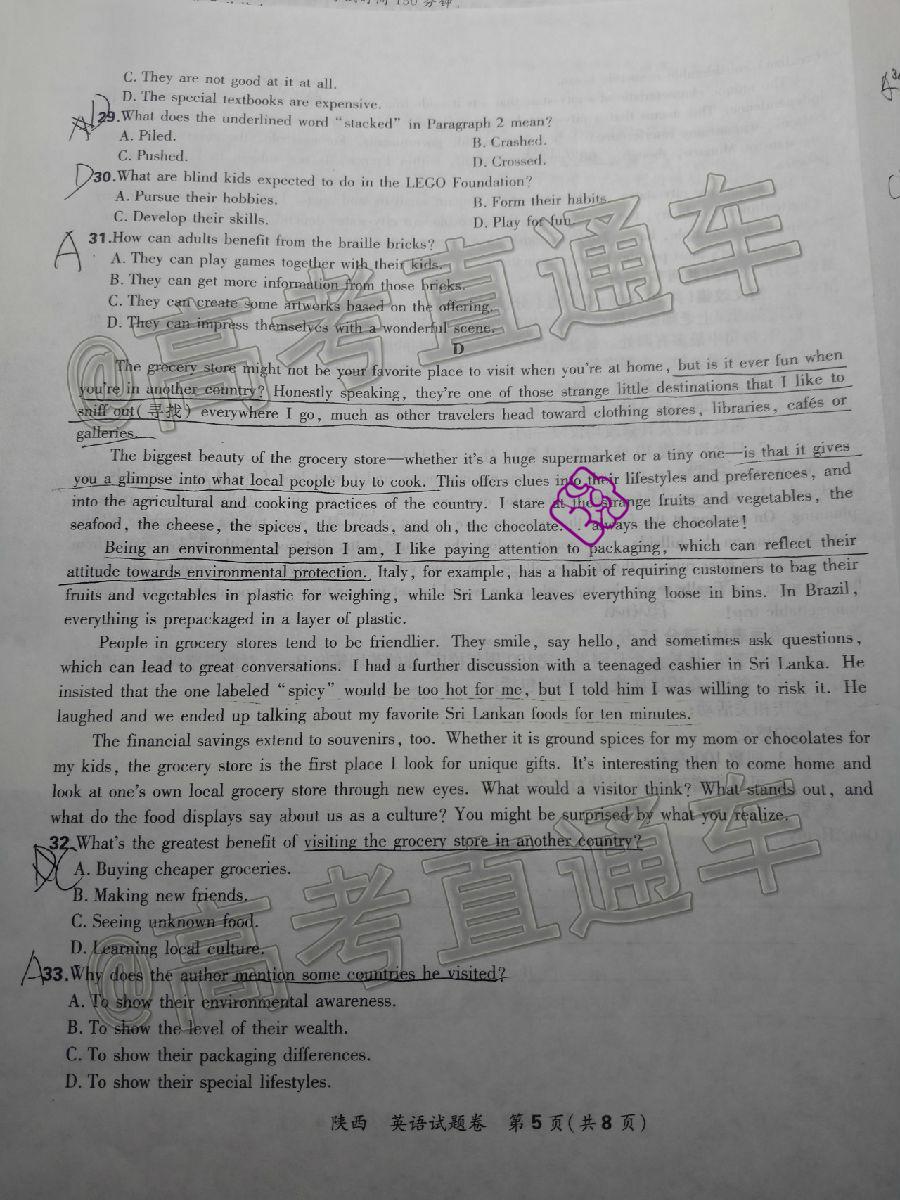 150分钟
C. They are not good at it at all.
D. The special textbooks are expensive.
29.What does the underlined word "stacked" in Paragraph 2 mean?
A. Piled.
B. Crashed.
C. Pushed.
D. Crossed.
D
30.What are blind kids expected to do in the LEGO Foundation?
A. Pursue their hobbies.
B. Form their habits.
C. Develop their skills.
D. Play for fun.
A
31.How can adults benefit from the braille bricks?
A. They can play games together with their kids.
B. They can get more information from those bricks.
C. They can create some artworks based on the offering.
D. They can impress themselves with a wonderful scene.
D
The grocery store might not be your favorite place to visit when you're at home, but is it ever fun when
you're in another country? Honestly speaking, they're one of those strange little destinations that I like to
sniff out(寻找) everywhere I go, much as other travelers head toward clothing stores, libraries, cafés or
galleries.
The biggest beauty of the grocery store—whether it's a huge supermarket or a tiny one—is that it gives
you a glimpse into what local people buy to cook. This offers clues into their lifestyles and preferences, and
into the agricultural and cooking practices of the country. I stare at the strange fruits and vegetables, the
seafood, the cheese, the spices, the breads, and oh, the chocolate. . . always the chocolate!
Being an environmental person I am, I like paying attention to packaging, which can reflect their
attitude towards environmental protection. Italy, for example, has a habit of requiring customers to bag their
fruits and vegetables in plastic for weighing, while Sri Lanka leaves everything loose in bins. In Brazil,
everything is prepackaged in a layer of plastic.
People in grocery stores tend to be friendlier. They smile, say hello, and sometimes ask questions,
which can lead to great conversations. I had a further discussion with a teenaged cashier in Sri Lanka. He
insisted that the one labeled "spicy" would be too hot for me, but I told him I was willing to risk it. He
laughed and we ended up talking about my favorite Sri Lankan foods for ten minutes.
The financial savings extend to souvenirs, too. Whether it is ground spices for my mom or chocolates for
my kids, the grocery store is the first place I look for unique gifts. It's interesting then to come home and
look at one's own local grocery store through new eyes. What would a visitor think? What stands out, and
what do the food displays say about us as a culture? You might be surprised by what you realize.
32.What's the greatest benefit of visiting the grocery store in another country?
A. Buying cheaper groceries.
B. Making new friends.
C. Seeing unknown food.
D. Learning local culture.
A
33.Why does the author mention some countries he visited?
A. To show their environmental awareness.
B. To show the level of their wealth.
C. To show their packaging differences.
D. To show their special lifestyles.
陕西 英语试题卷 第5页(共8页)
@高考直通车
@高考直通车